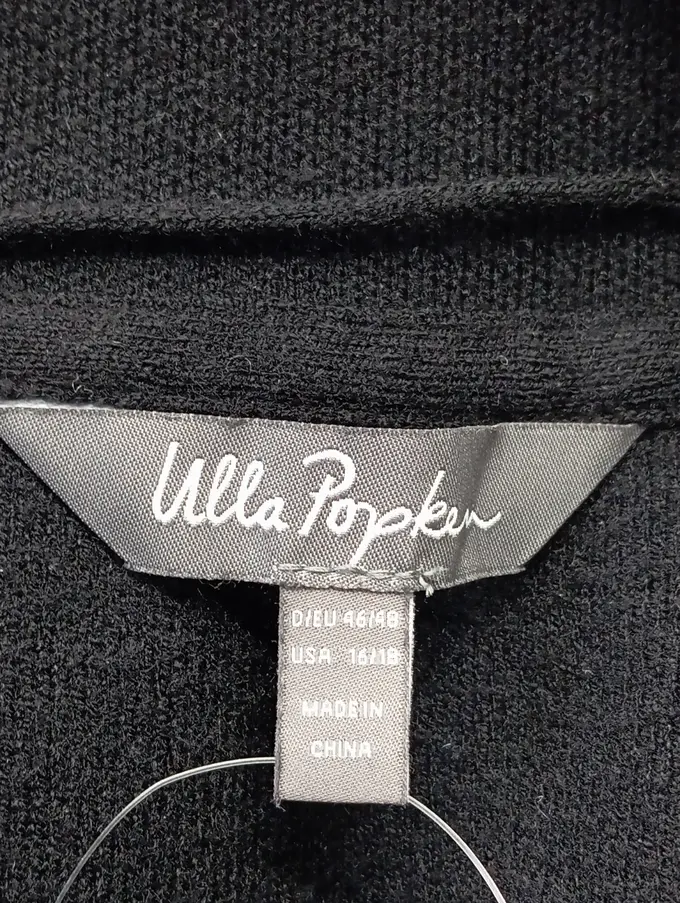 Ulla Popken
D/EU 46/48
USA 16/18
MADE IN
CHINA